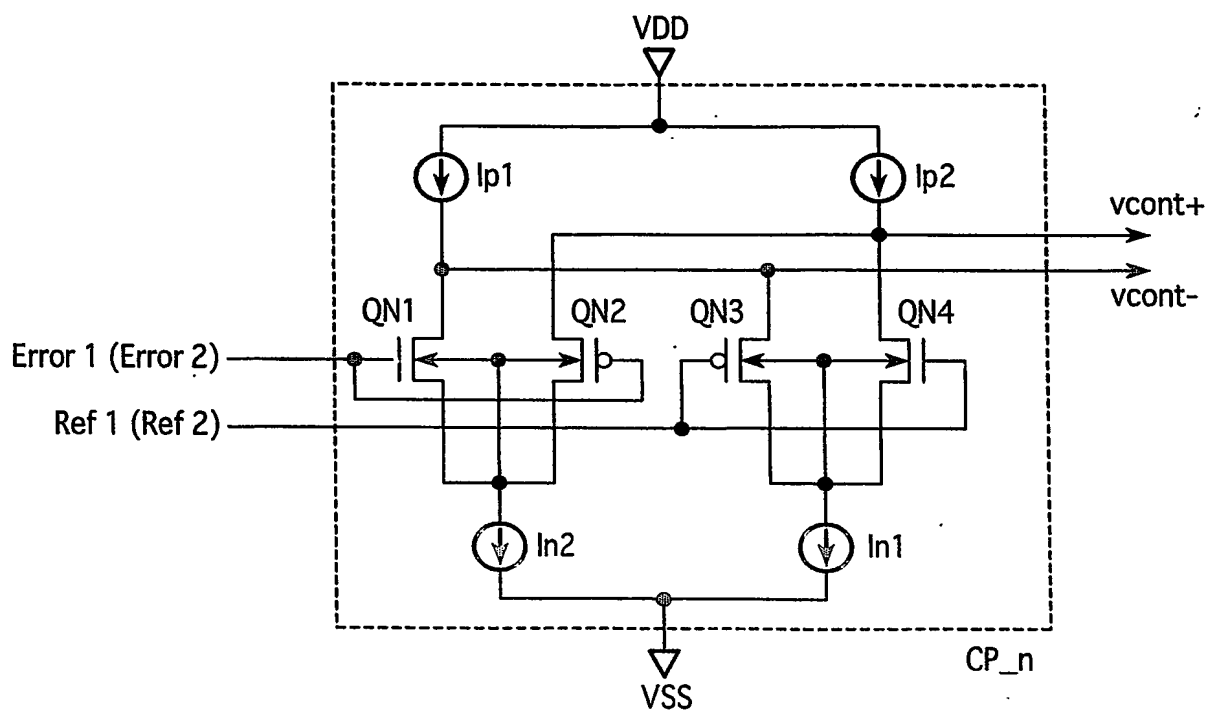 VDD
Ip1
Ip2
vcont+
vcont-
QN1
QN2
QN3
QN4
Error 1 (Error 2)
Ref 1 (Ref 2)
In2
In1
CP_n
VSS